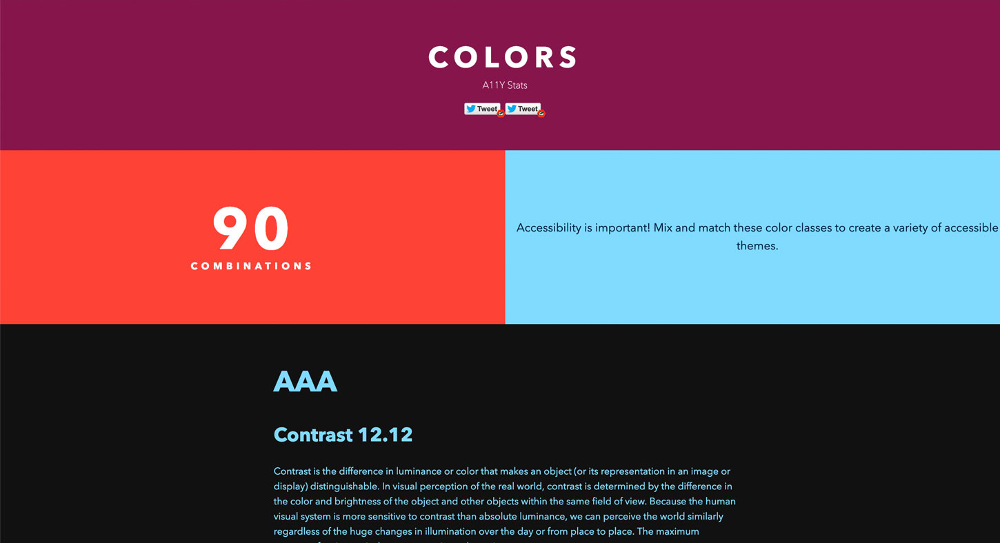 COLORS
A11Y Stats
Tweet Tweet
90
COMBINATIONS
Accessibility is important! Mix and match these color classes to create a variety of accessible
themes.
AAA
Contrast 12.12
Contrast is the difference in luminance or color that makes an object (or its representation in an image or
display) distinguishable. In visual perception of the real world, contrast is determined by the difference in
the color and brightness of the object and other objects within the same field of view. Because the human
visual system is more sensitive to contrast than absolute luminance, we can perceive the world similarly
regardless of the huge changes in illumination over the day or from place to place. The maximum